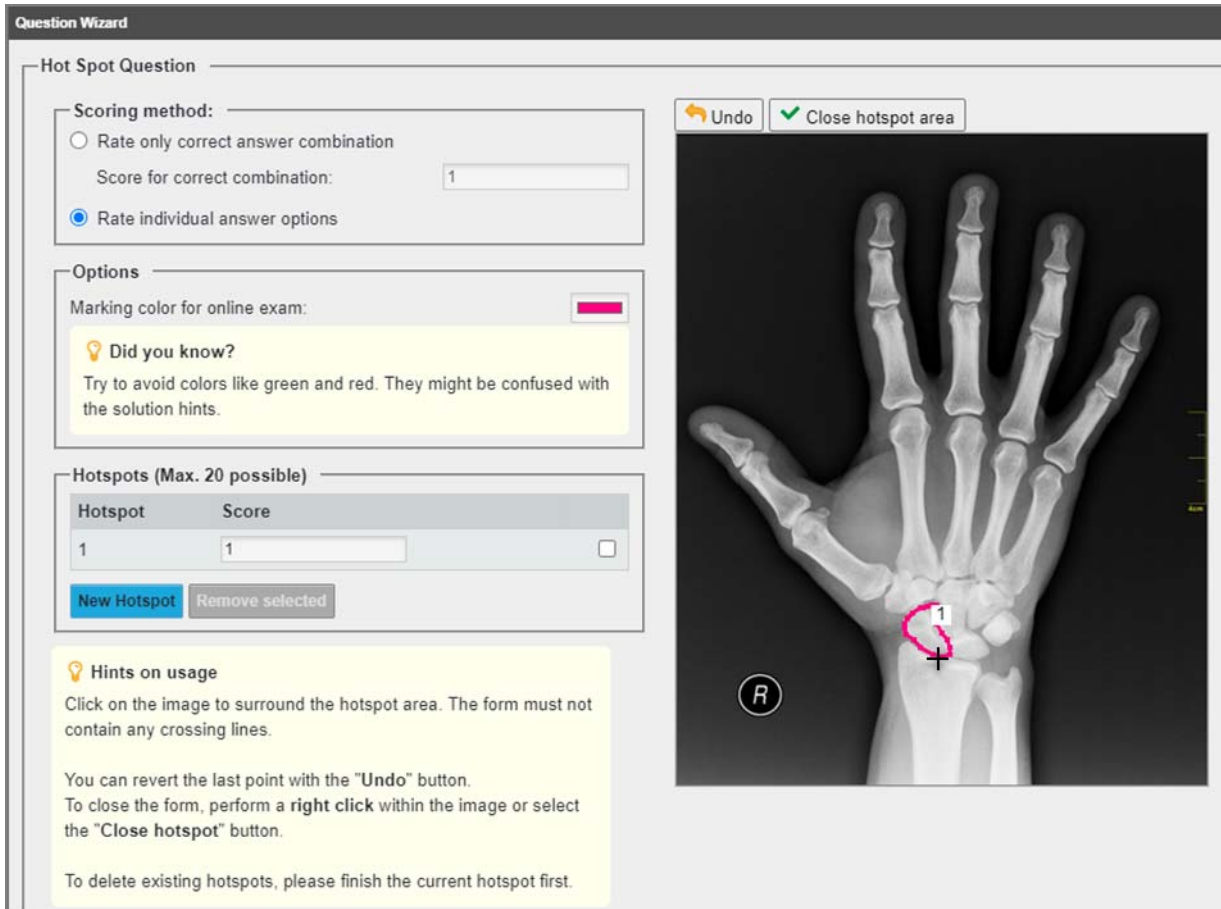 Question Wizard
Hot Spot Question
Scoring method:
Rate only correct answer combination
Score for correct combination: 1
Rate individual answer options
Options
Marking color for online exam:
Did you know?
Try to avoid colors like green and red. They might be confused with
the solution hints.
Hotspots (Max. 20 possible)
Hotspot Score
1 1
New Hotspot Remove selected
Hints on usage
Click on the image to surround the hotspot area. The form must not
contain any crossing lines.
You can revert the last point with the "Undo" button.
To close the form, perform a right click within the image or select
the "Close hotspot" button.
To delete existing hotspots, please finish the current hotspot first.
Undo Close hotspot area
4cm
1
R